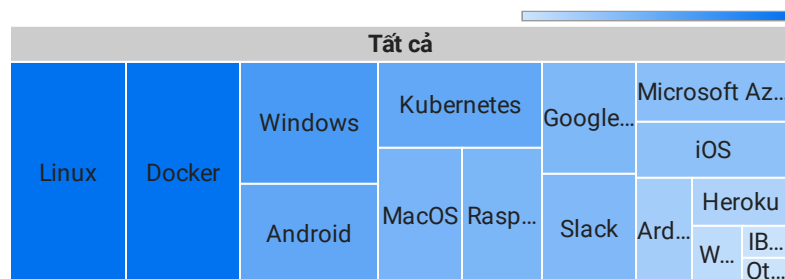 Tất cả
Linux
Docker
Windows
Android
Kubernetes
MacOS
Rasp...
Google...
Slack
Microsoft Az...
iOS
Ard...
Heroku
W...
IB...
Ot...